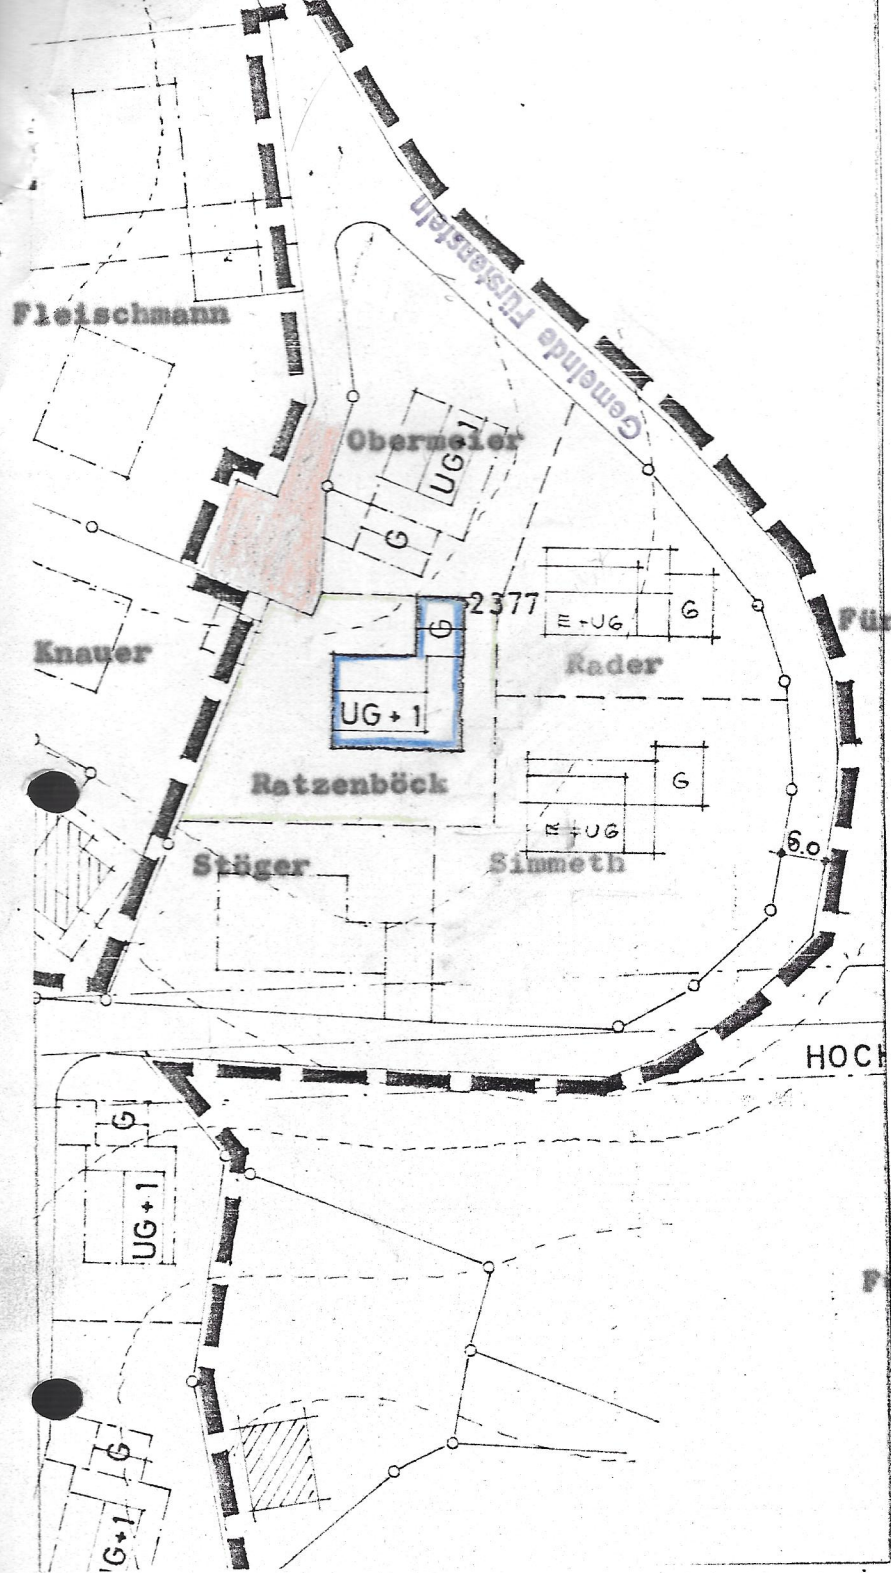 Gemeinde Fürstenstein
Fleischmann
Obermeier
UG+1
G
2377
G
E+UG
G
Für
Knauer
Rader
UG+1
Ratzenböck
G
+UG
6.0
Stöger
Simmeth
HOCH
G
UG+1
G
UG+1